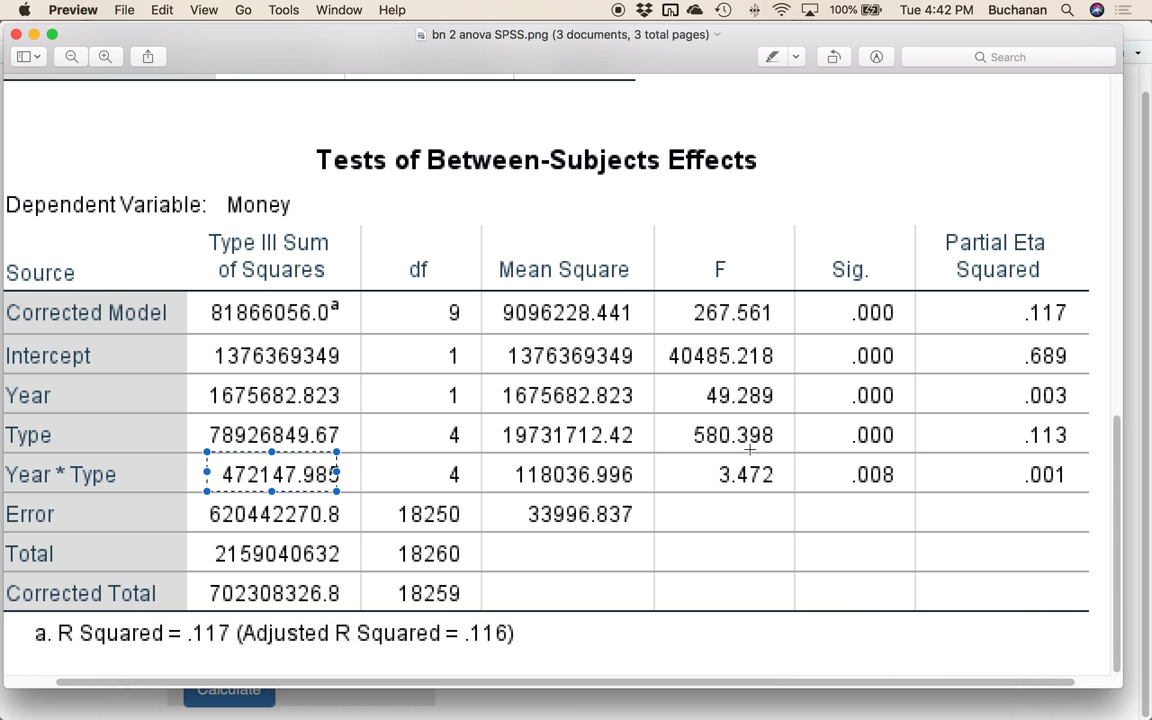 Preview File Edit View Go Tools Window Help 100% Tue 4:42 PM Buchanan
bn 2 anova SPSS.png (3 documents, 3 total pages)
Search
Tests of Between-Subjects Effects
Dependent Variable: Money
Source Type III Sum of Squares df Mean Square F Sig. Partial Eta Squared
Corrected Model 81866056.0a 9 9096228.441 267.561 .000 .117
Intercept 1376369349 1 1376369349 40485.218 .000 .689
Year 1675682.823 1 1675682.823 49.289 .000 .003
Type 78926849.67 4 19731712.42 580.398 .000 .113
Year * Type 472147.985 4 118036.996 3.472 .008 .001
Error 620442270.8 18250 33996.837
Total 2159040632 18260
Corrected Total 702308326.8 18259
a. R Squared = .117 (Adjusted R Squared = .116)
Calculate